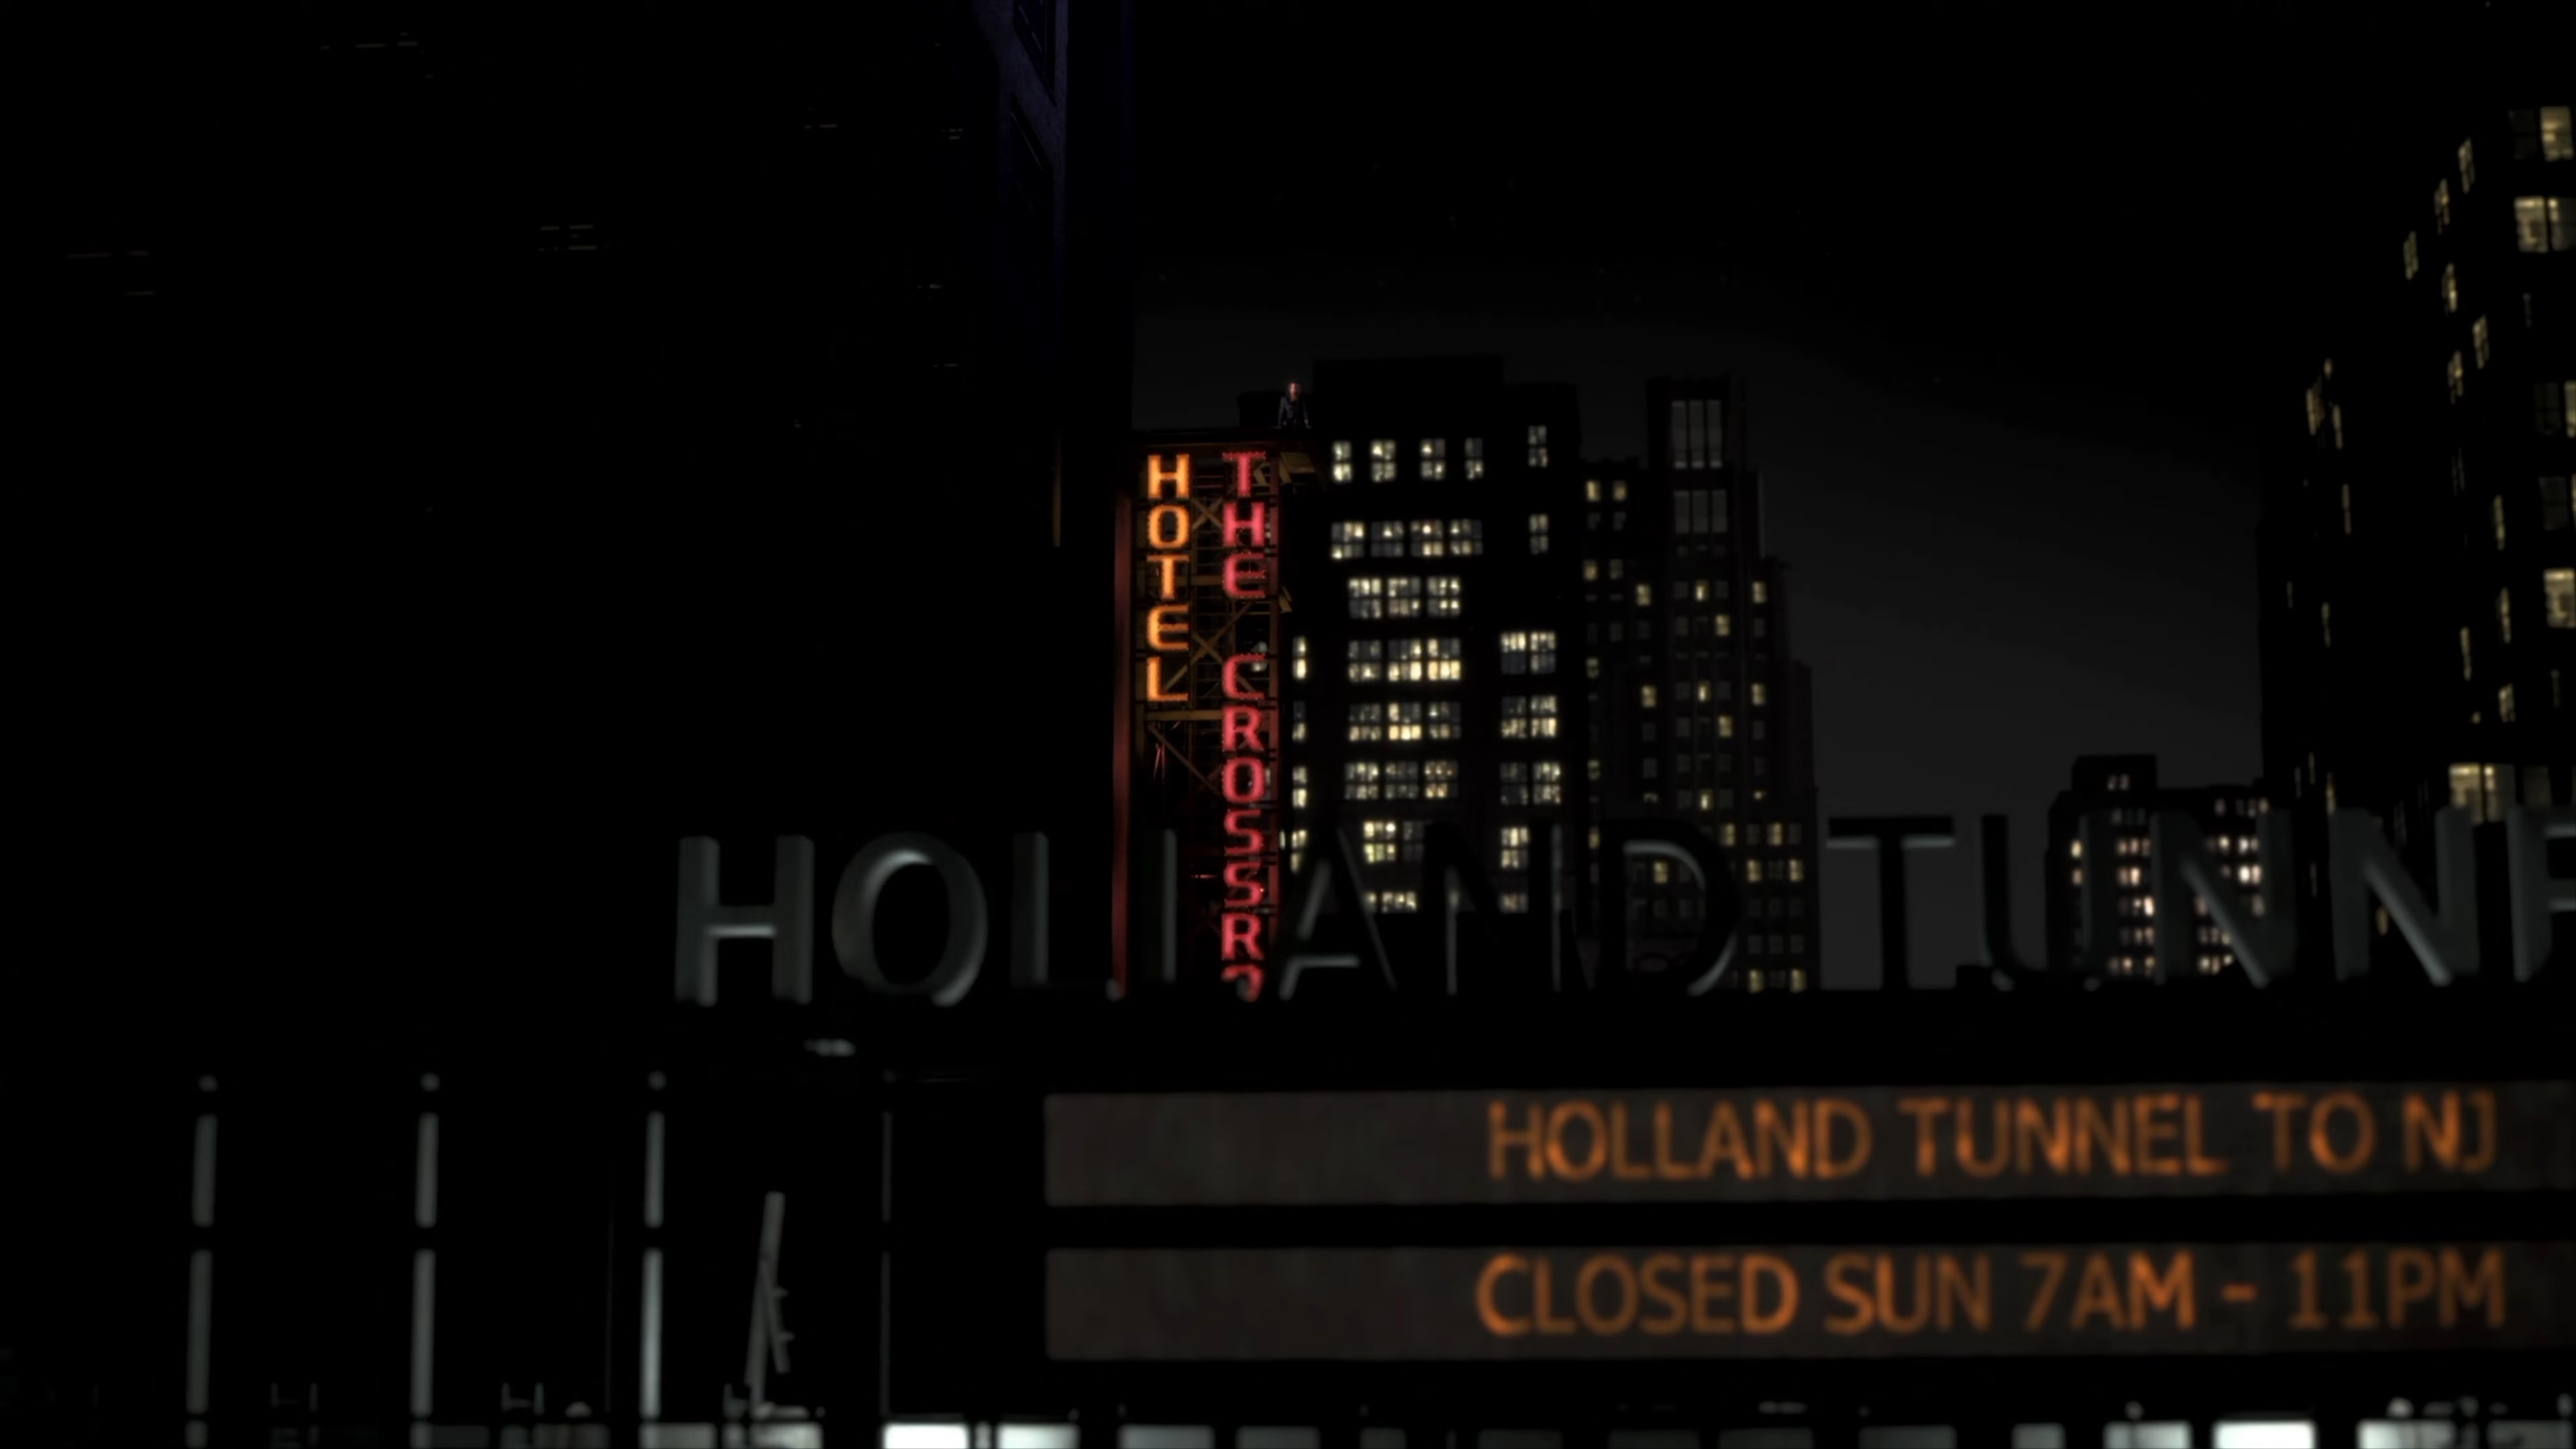 HOTEL
THE CROSSR
HOLLAND TUNN
HOLLAND TUNNEL TO NJ
CLOSED SUN 7AM - 11PM